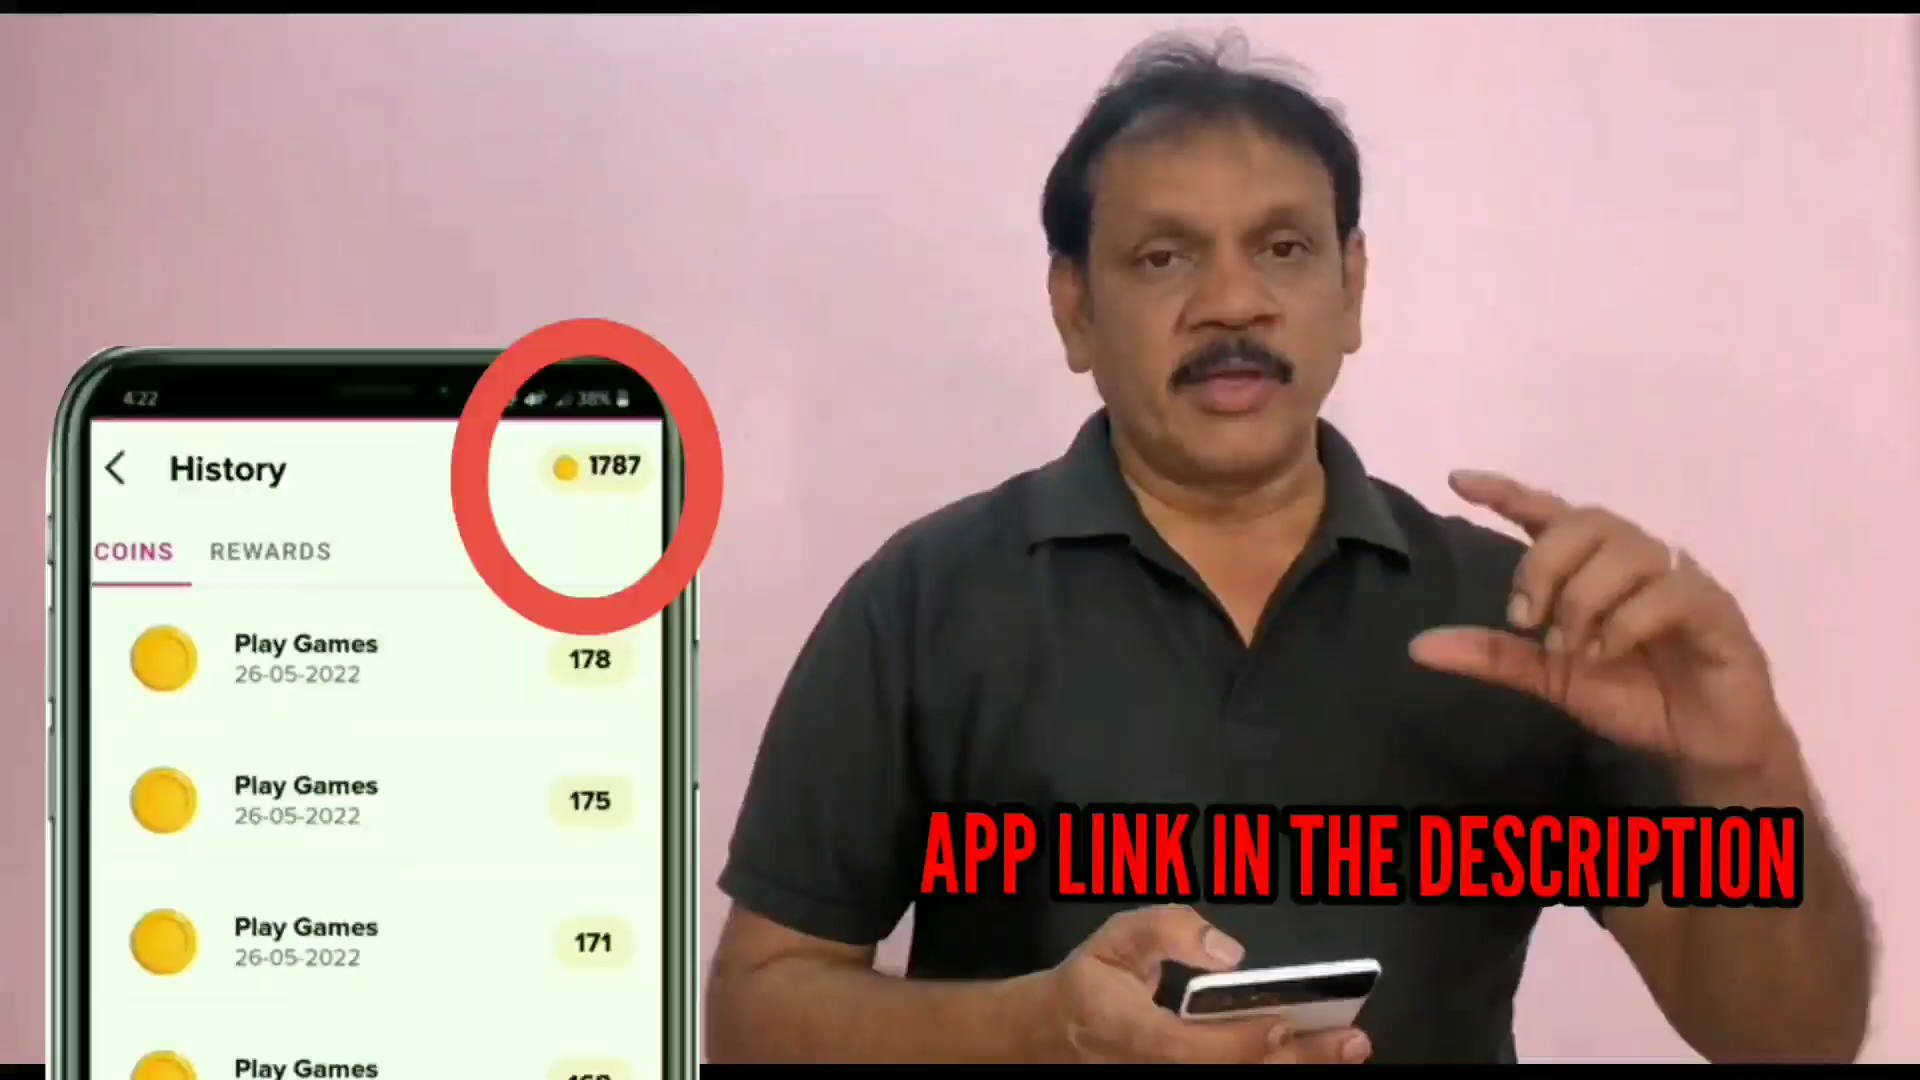 4:22
38%
History
1787
COINS REWARDS
Play Games
26-05-2022
178
Play Games
26-05-2022
175
Play Games
26-05-2022
171
Play Games
APP LINK IN THE DESCRIPTION